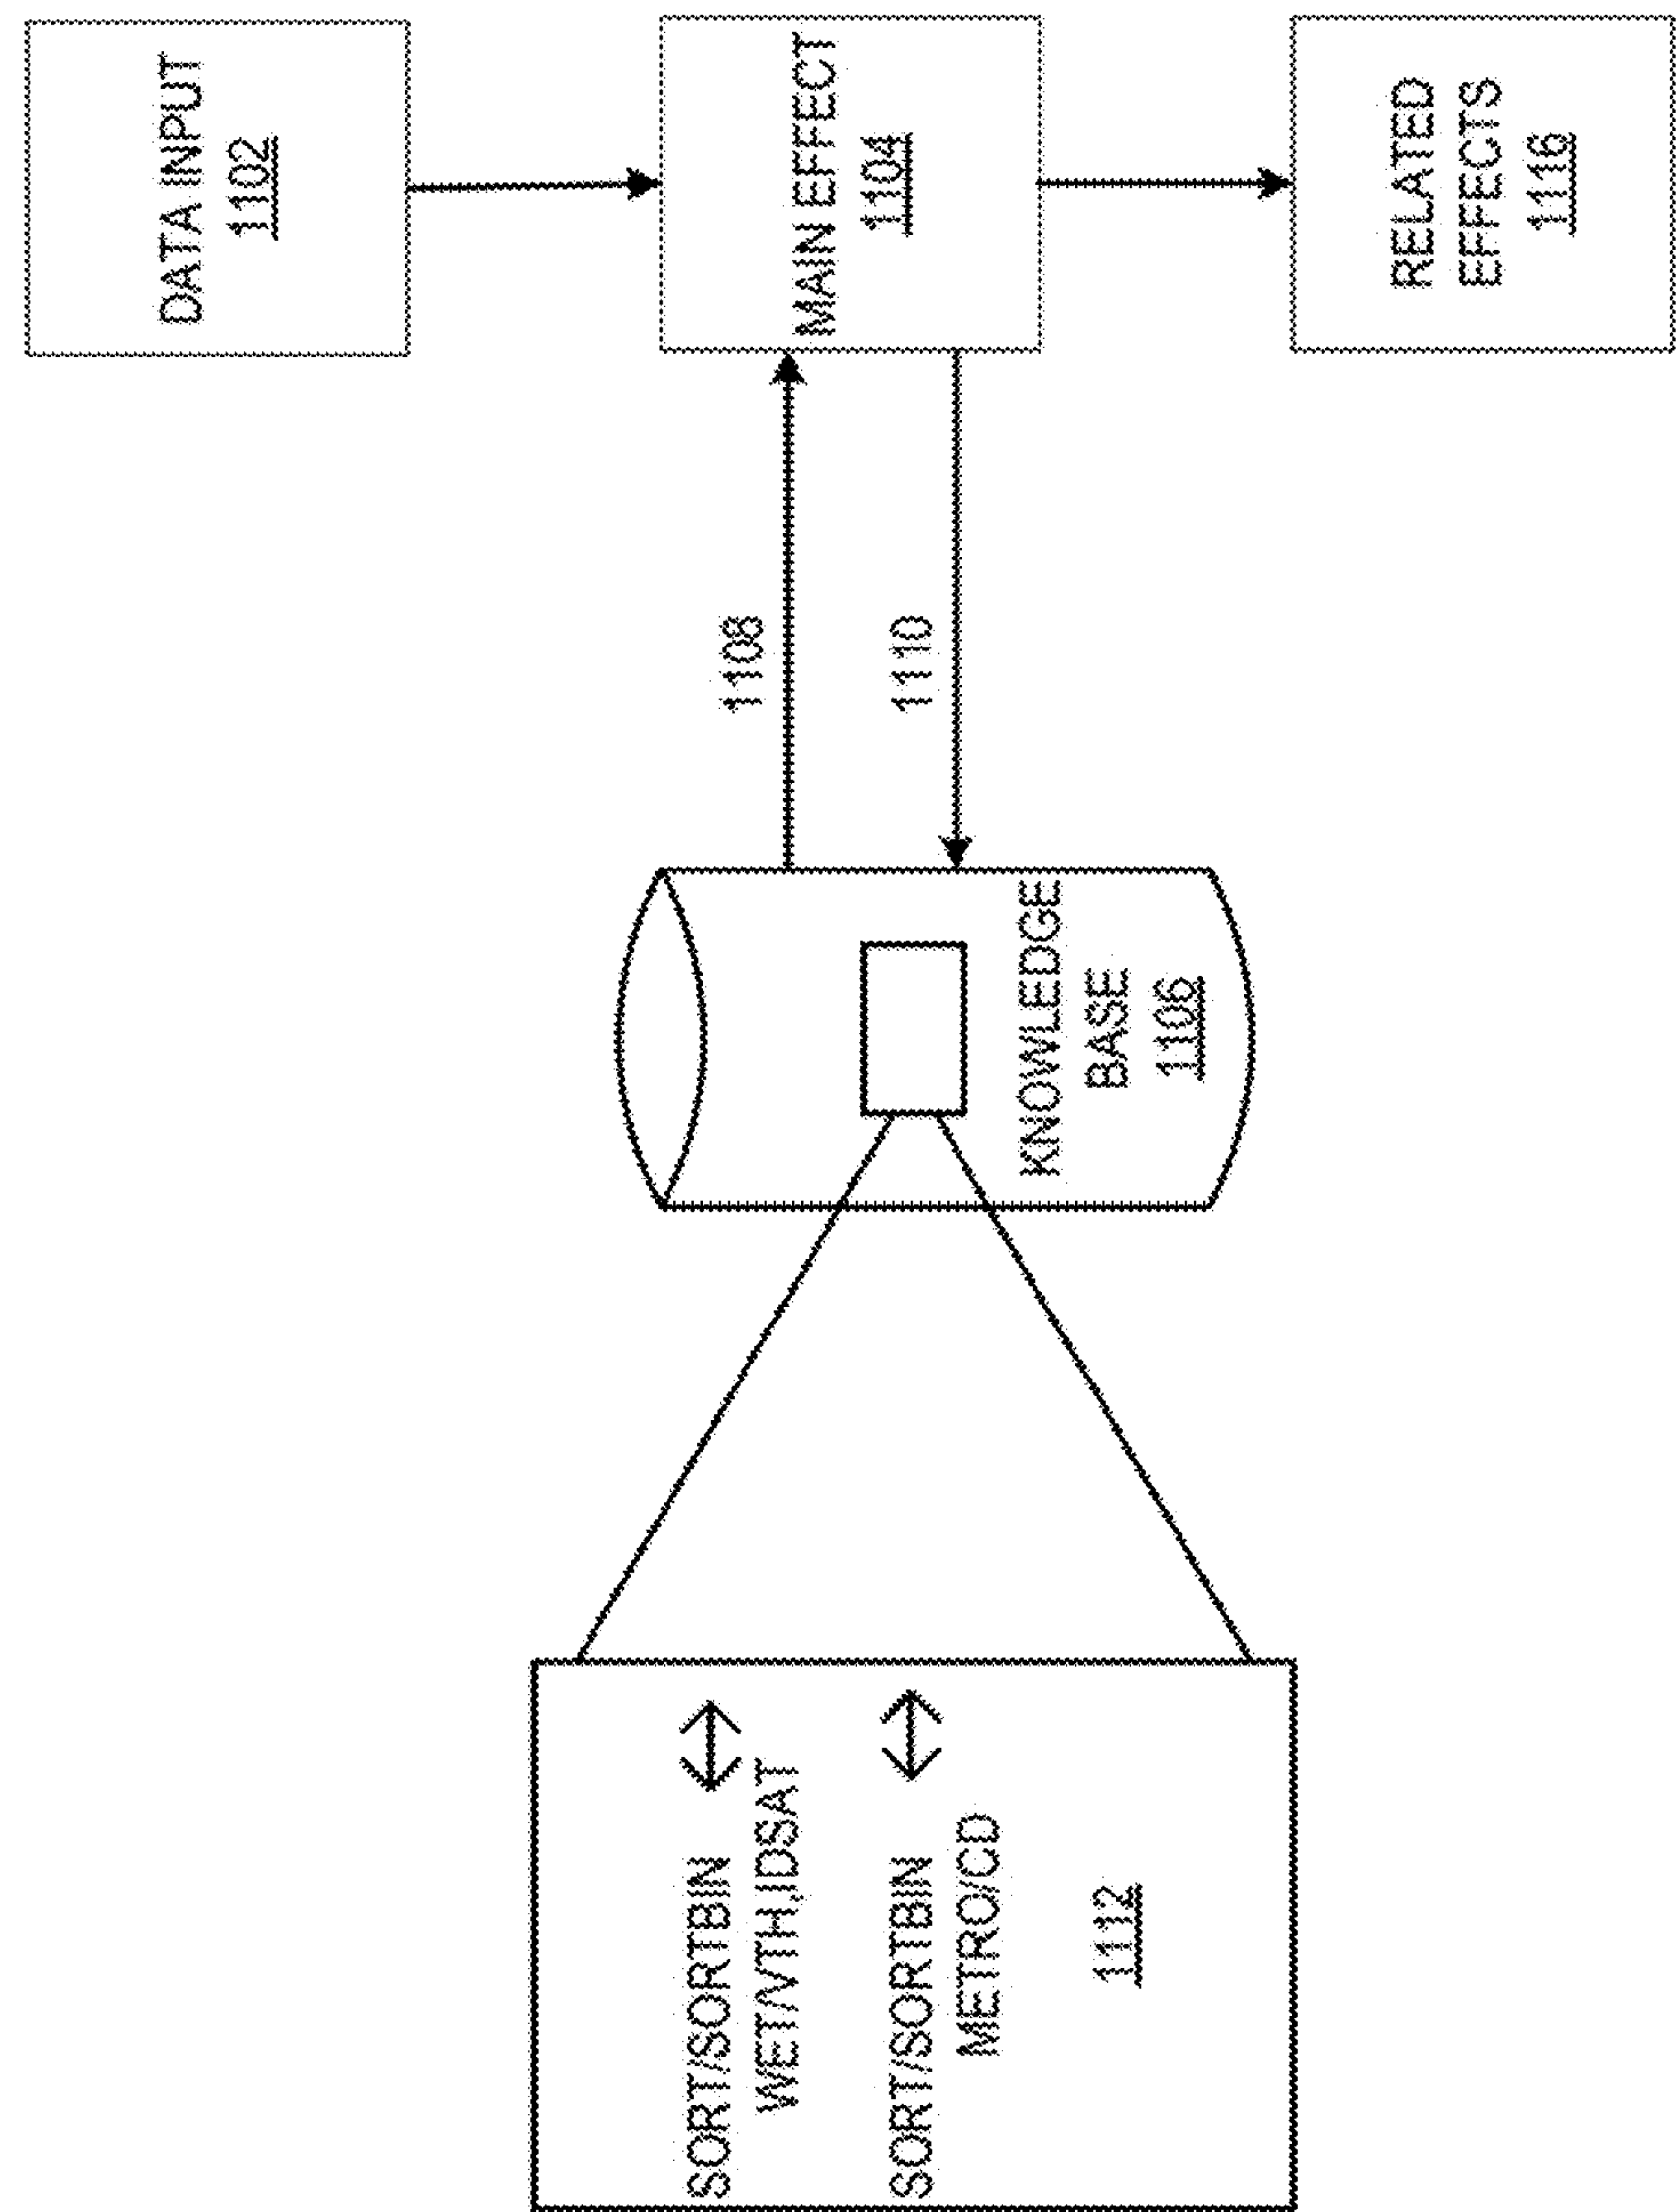 DATA INPUT
1102
MAIN EFFECT
1104
RELATED
EFFECTS
1116
1108
1110
KNOWLEDGE
BASE
1106
SORT/SORTBIN
WET/VTH,IDSAT
SORT/SORTBIN
METRO/CD
1112